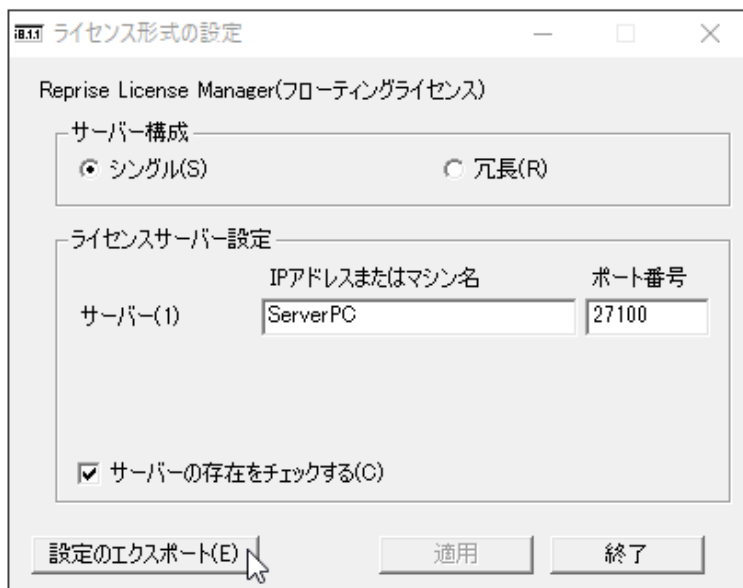 i8.1.1 ライセンス形式の設定
Reprise License Manager(フローティングライセンス)
サーバー構成
シングル(S) 冗長(R)
ライセンスサーバー設定
IPアドレスまたはマシン名 ポート番号
サーバー(1) ServerPC 27100
サーバーの存在をチェックする(C)
設定のエクスポート(E) 適用 終了